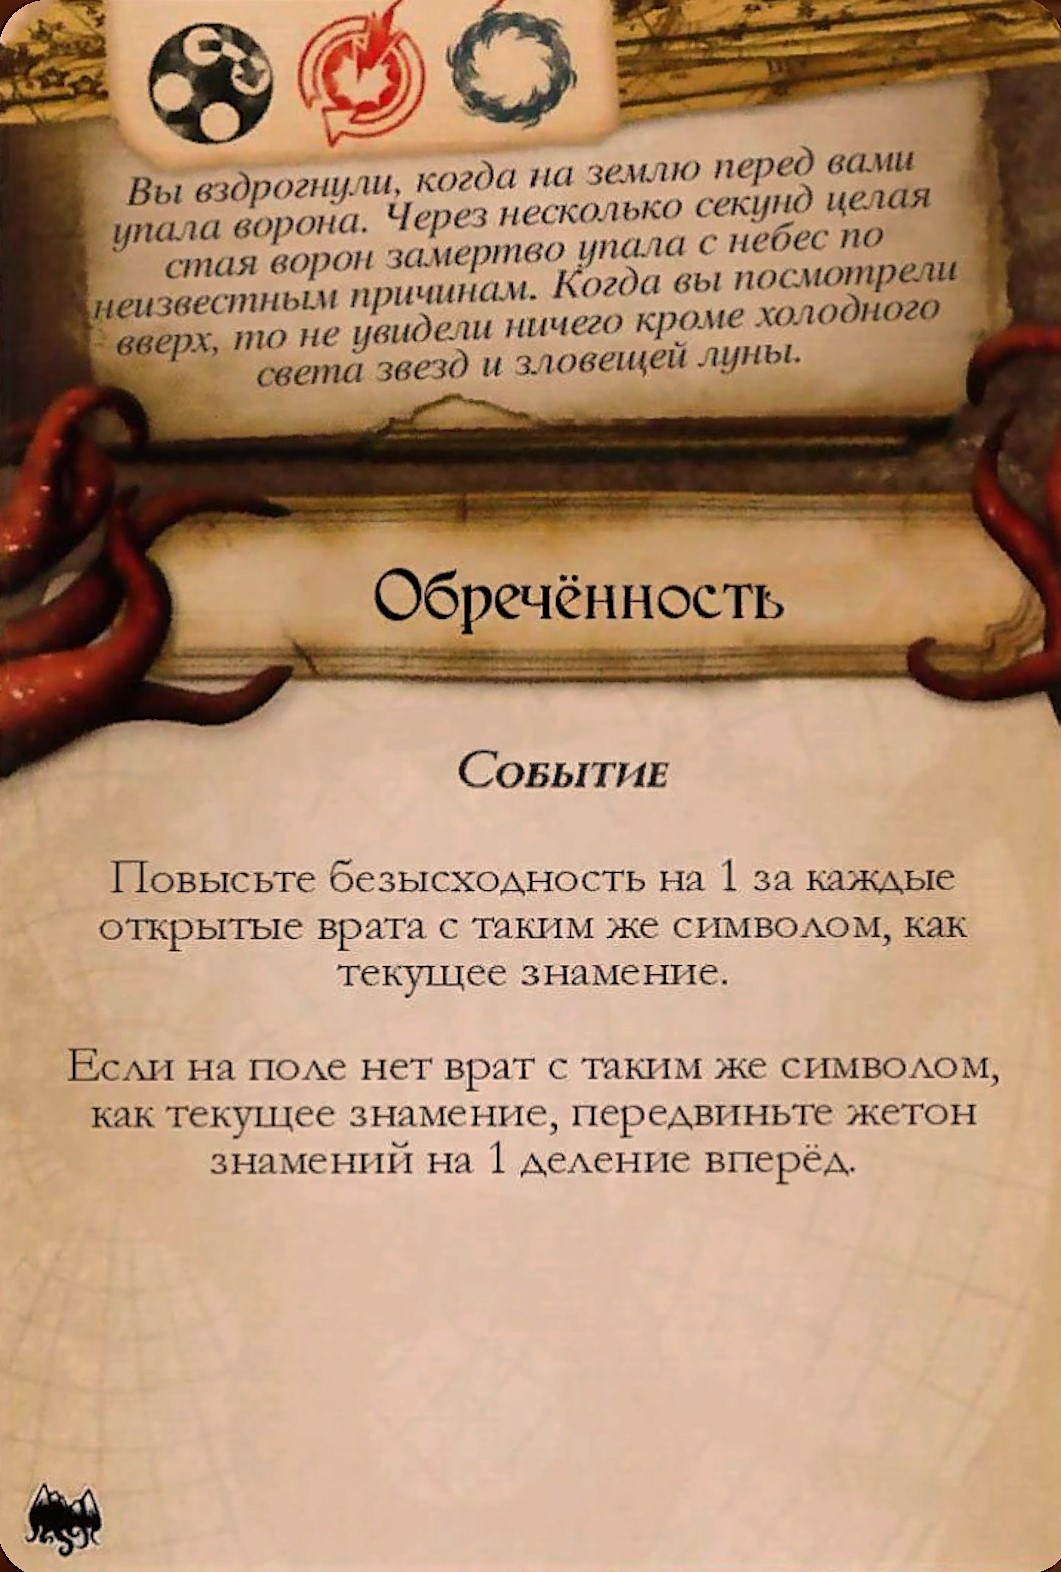 Вы вздрогнули, когда на землю перед вами
упала ворона. Через несколько секунд целая
стая ворон замертво упала с небес по
неизвестным причинам. Когда вы посмотрели
вверх, то не увидели ничего кроме холодного
света звезд и зловещей луны.
Обречённость
Событие
Повысьте безысходность на 1 за каждые
открытые врата с таким же символом, как
текущее знамение.
Если на поле нет врат с таким же символом,
как текущее знамение, передвиньте жетон
знамений на 1 деление вперёд.